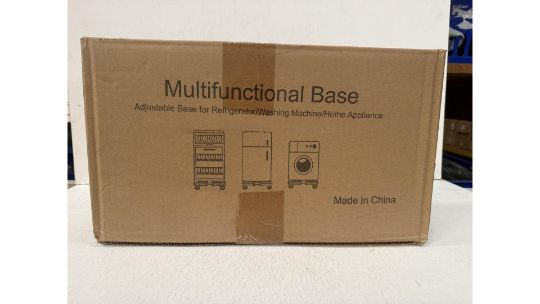 Multifunctional Base
Adjustable Base for Refrigerator/Washing Machine/Home Appliance
Made in China